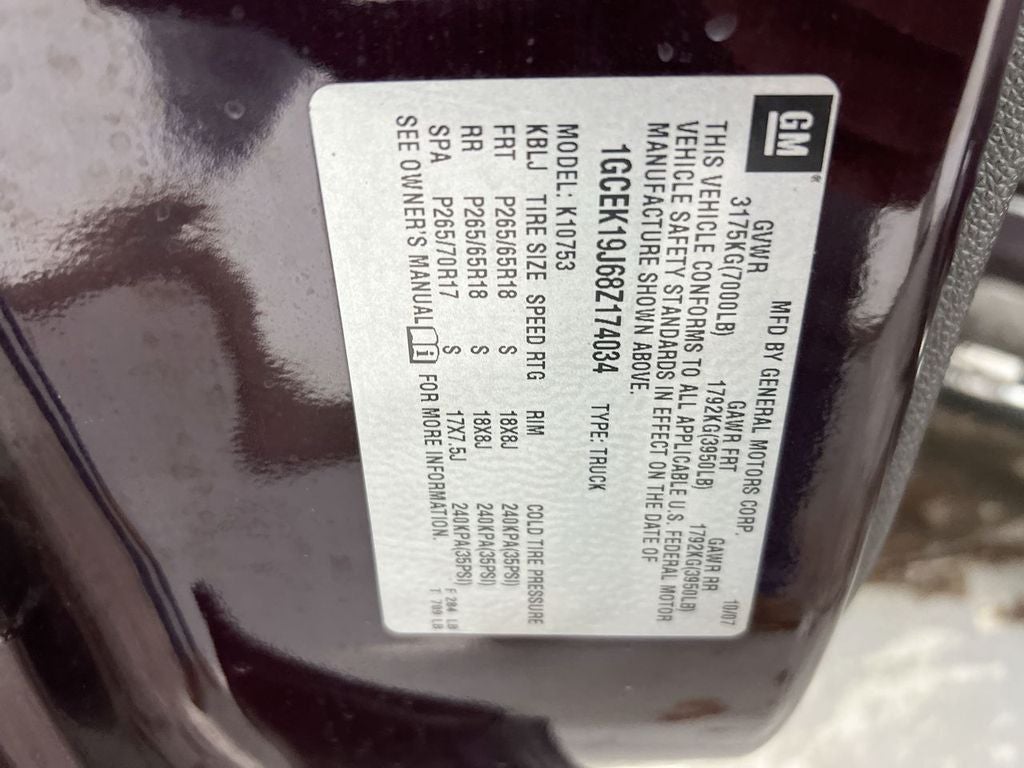 GM®
MFD BY GENERAL MOTORS CORP. 10/07
GVWR GAWR FRT GAWR RR
3175KG(7000LB) 1792KG(3950LB) 1792KG(3950LB)
THIS VEHICLE CONFORMS TO ALL APPLICABLE U.S. FEDERAL MOTOR
VEHICLE SAFETY STANDARDS IN EFFECT ON THE DATE OF
MANUFACTURE SHOWN ABOVE.
1GCEK19J68Z174034 TYPE: TRUCK
MODEL: K10753
KBLJ TIRE SIZE SPEED RTG RIM COLD TIRE PRESSURE
FRT P265/65R18 S 18X8J 240KPA(35PSI)
RR P265/65R18 S 18X8J 240KPA(35PSI)
SPA P265/70R17 S 17X7.5J 240KPA(35PSI)
SEE OWNER'S MANUAL i FOR MORE INFORMATION.
F 284 LB
T 789 LB